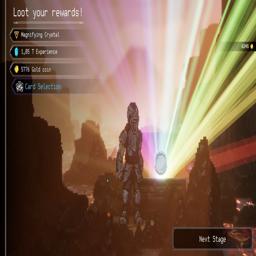 Loot your rewards!
Magnifying Crystal
1,05 T Experience
5776 Gold coin
Card Selection
Next Stage